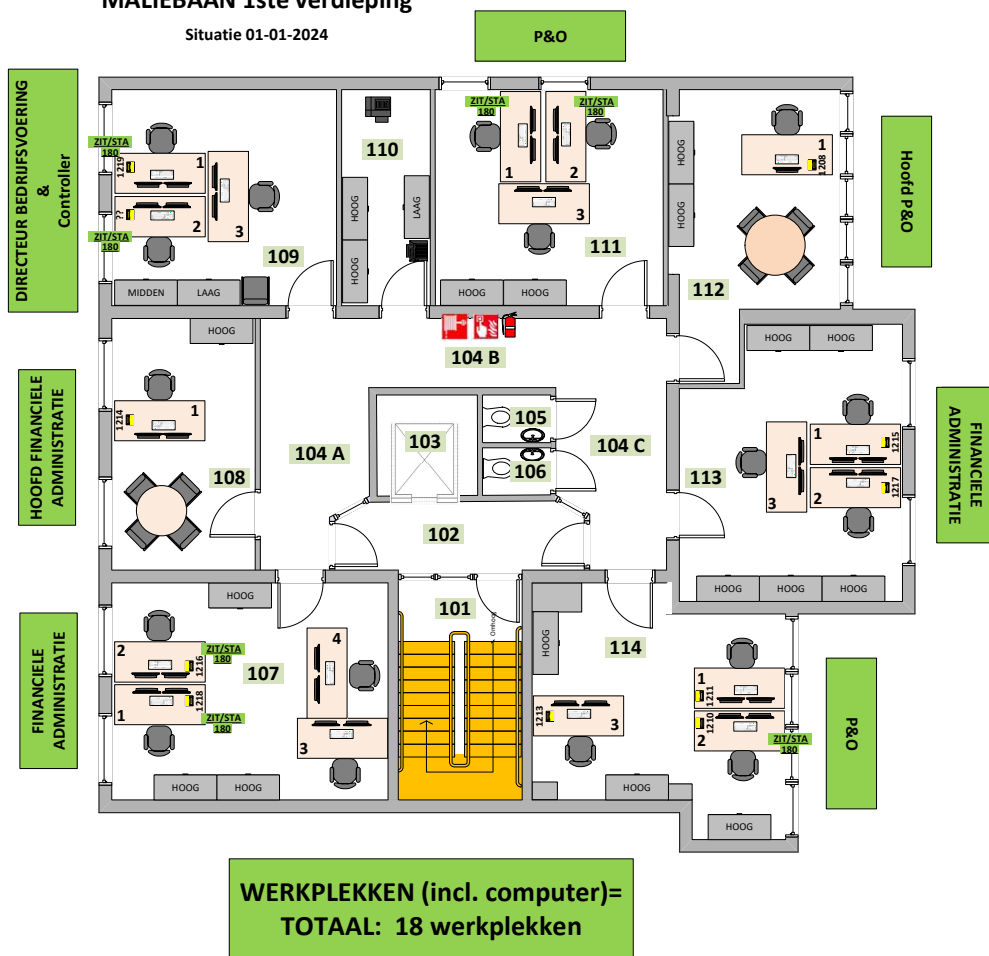 MALIEBAAN 1ste verdieping
Situatie 01-01-2024
P&O
DIRECTEUR BEDRIJFSVOERING
&
Controller
ZIT/STA
180
1219
1
??
2
3
ZIT/STA
180
109
MIDDEN
LAAG
110
HOOG
HOOG
LAAG
ZIT/STA
180
ZIT/STA
180
1
2
3
111
HOOG
HOOG
HOOG
HOOG
1
1208
112
Hoofd P&O
HOOFD FINANCIELE
ADMINISTRATIE
HOOG
1214
1
108
104 B
104 A
103
105
106
104 C
102
HOOG
HOOG
113
1
1215
2
1217
3
HOOG
HOOG
HOOG
FINANCIELE
ADMINISTRATIE
FINANCIELE
ADMINISTRATIE
HOOG
2
1216
ZIT/STA
180
1
1218
ZIT/STA
180
107
4
3
HOOG
HOOG
101
Omhoog
HOOG
114
1213
3
1
1211
1210
2
ZIT/STA
180
HOOG
HOOG
P&O
WERKPLEKKEN (incl. computer)=
TOTAAL: 18 werkplekken